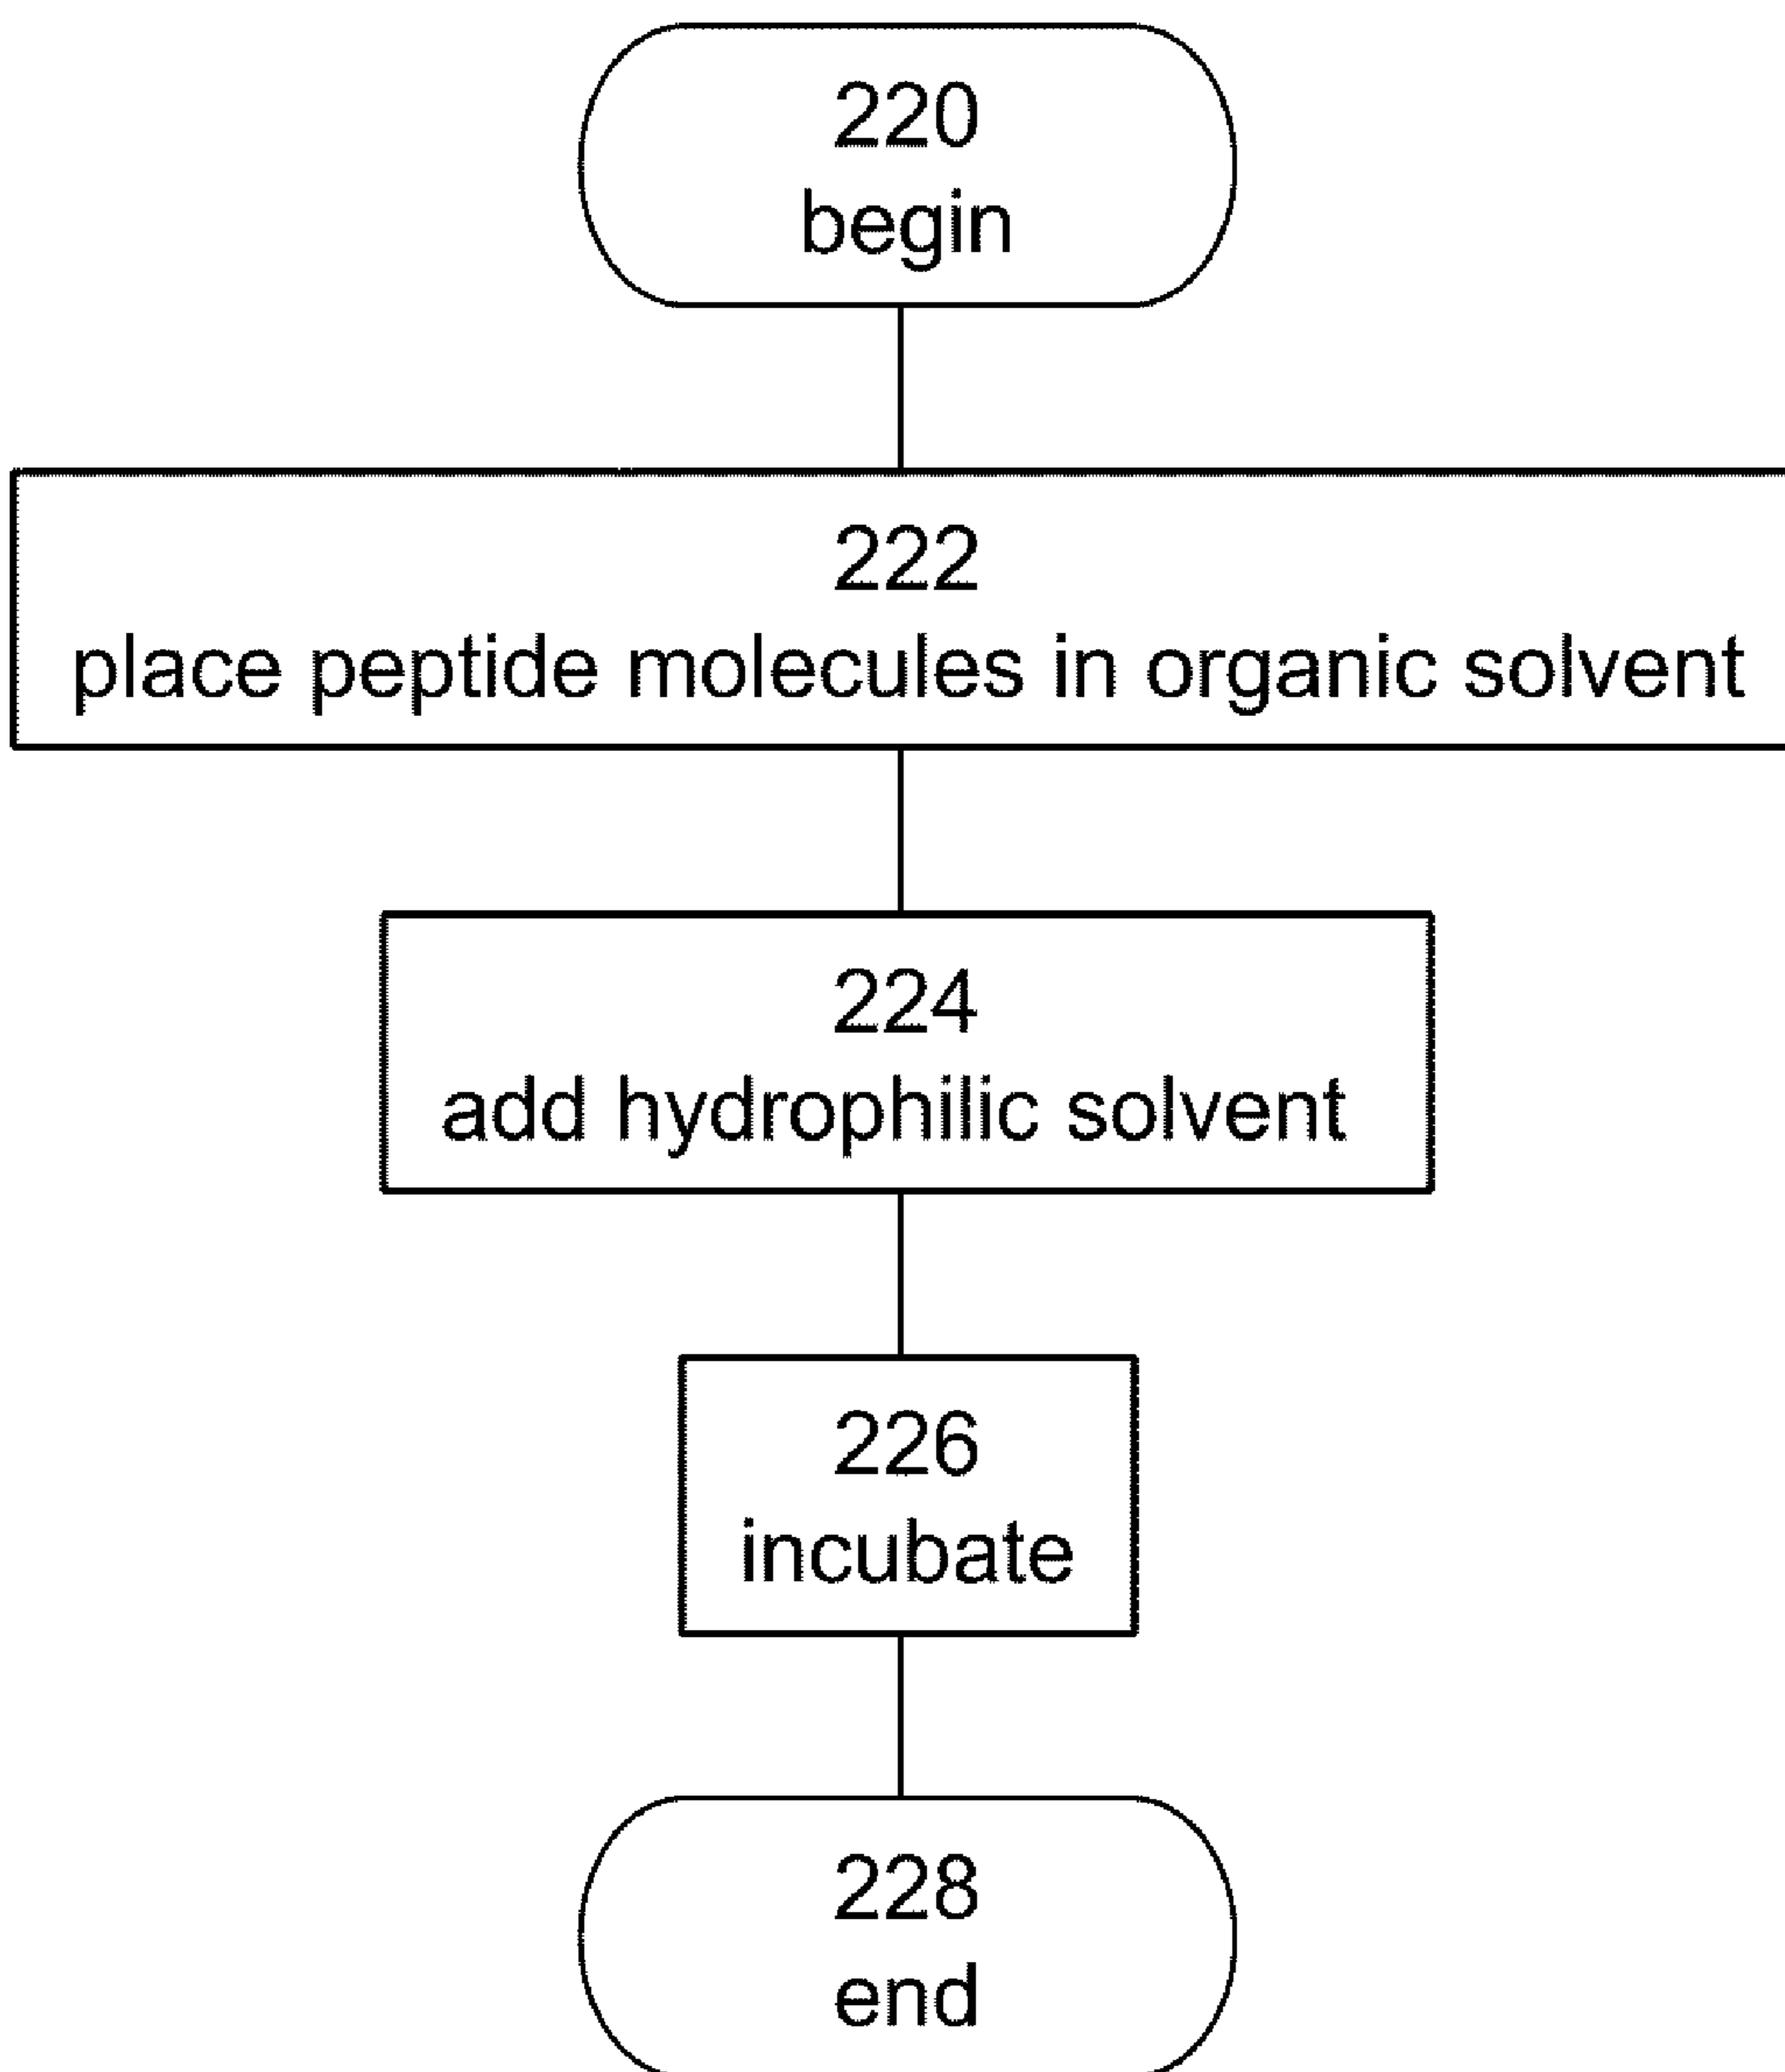 220
begin
222
place peptide molecules in organic solvent
224
add hydrophilic solvent
226
incubate
228
end